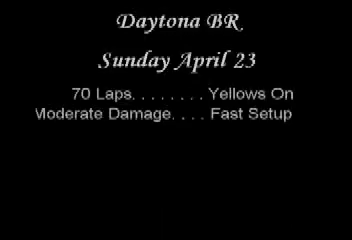 Daytona BR
Sunday April 23
70 Laps. . . . . . . . Yellows On
Moderate Damage. . . . Fast Setup